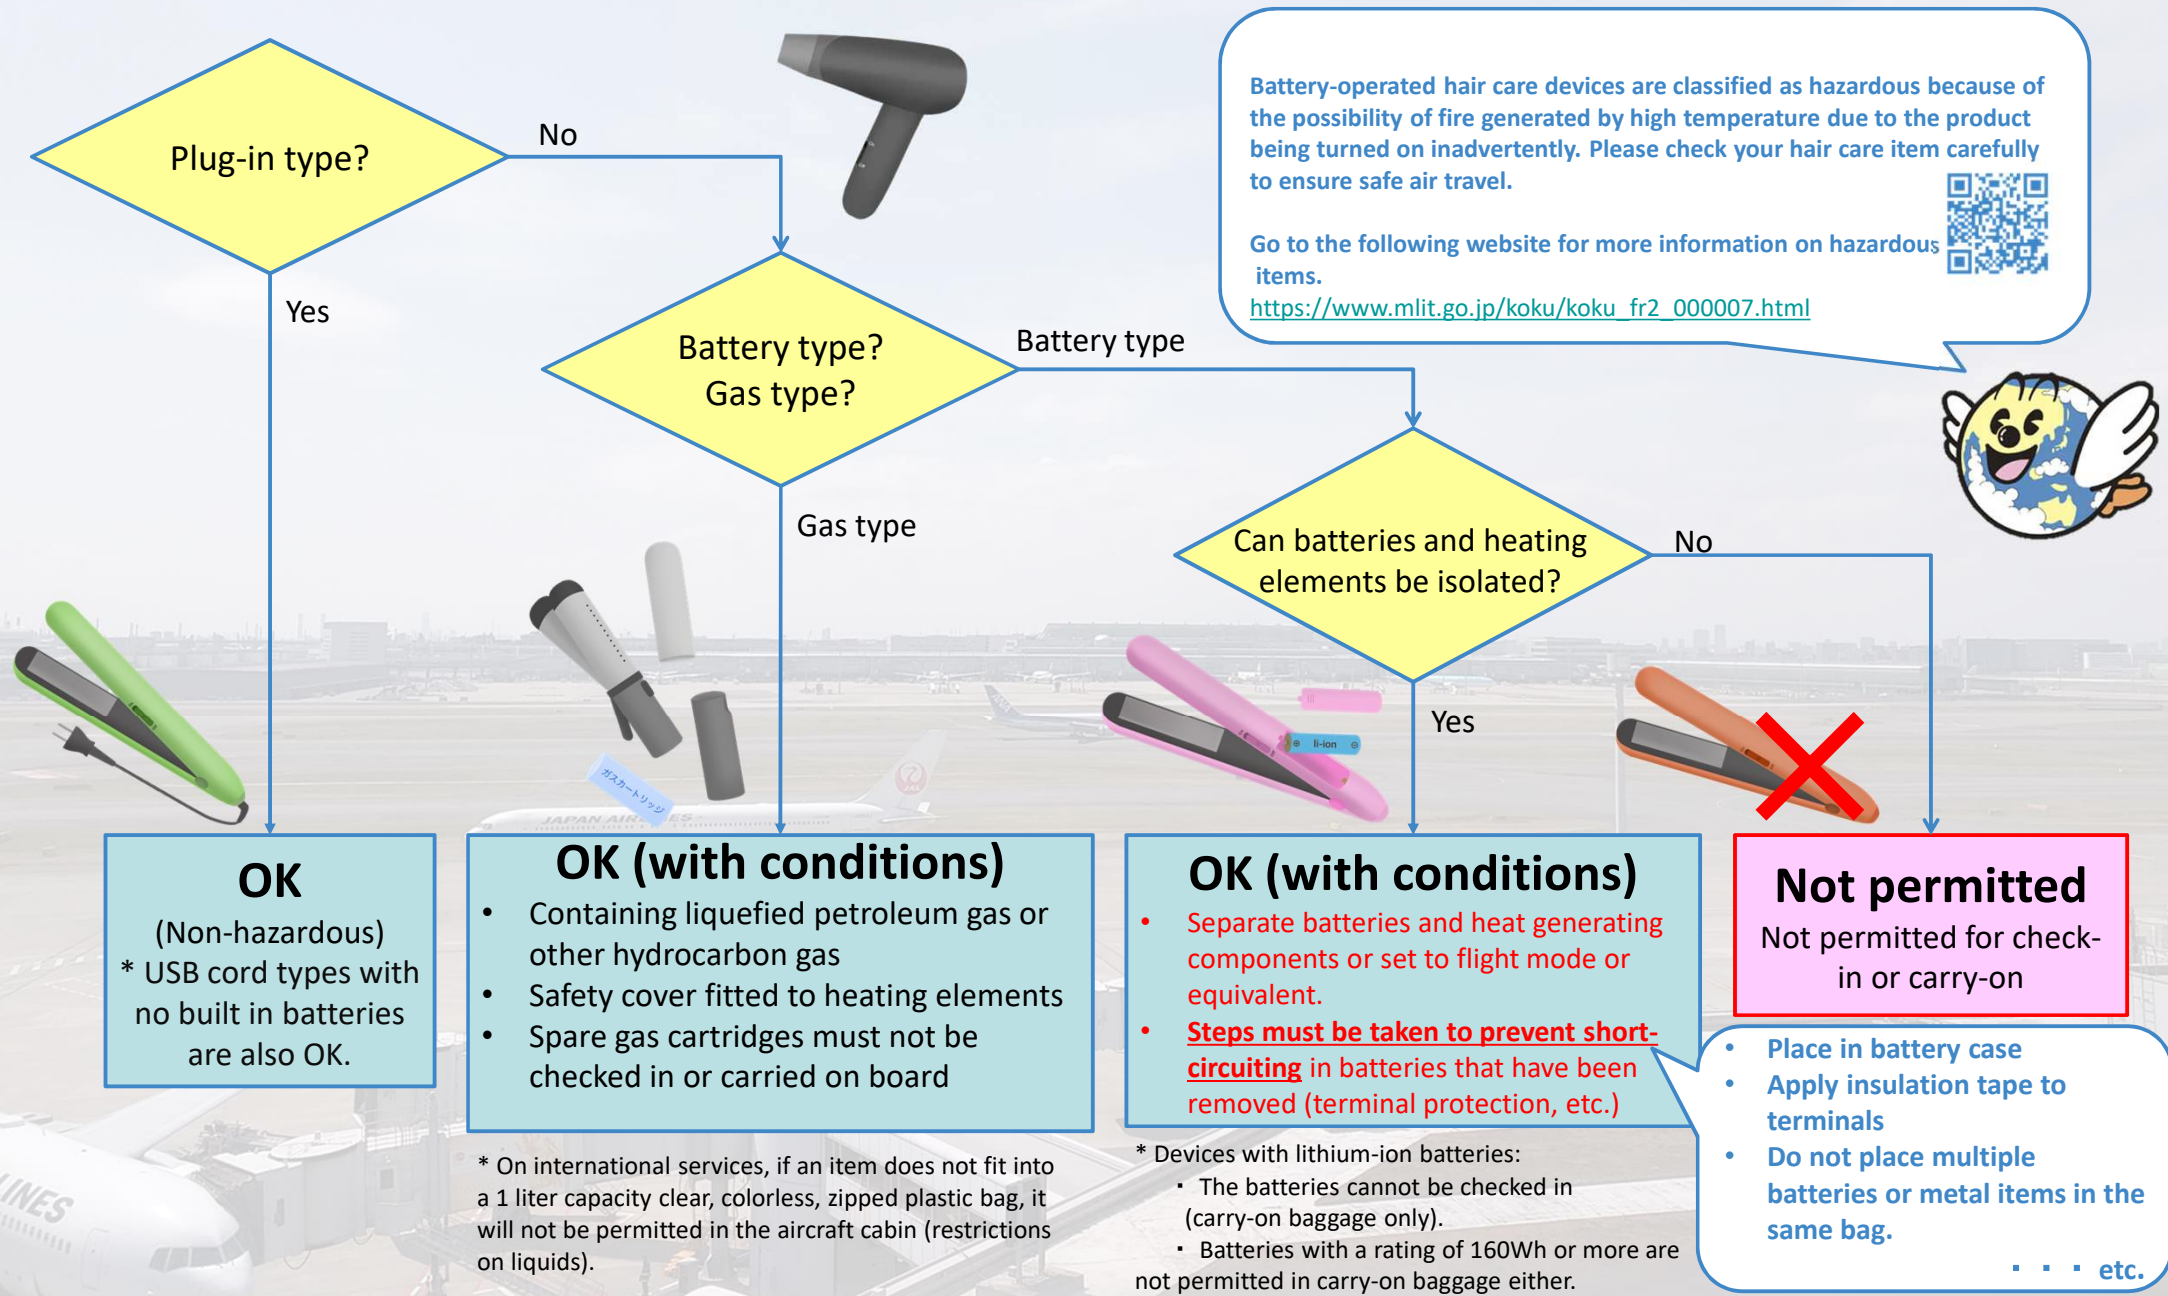 Battery-operated hair care devices are classified as hazardous because of
the possibility of fire generated by high temperature due to the product
being turned on inadvertently. Please check your hair care item carefully
to ensure safe air travel.
Go to the following website for more information on hazardous
items.
https://www.mlit.go.jp/koku/koku_fr2_000007.html
Plug-in type?
No
Yes
Battery type?
Gas type?
Battery type
Gas type
Can batteries and heating
elements be isolated?
No
Yes
li-ion
ガスカートリッジ
JAL
ANA
JAPAN AIRLINES
OK
(Non-hazardous)
* USB cord types with
no built in batteries
are also OK.
OK (with conditions)
• Containing liquefied petroleum gas or
other hydrocarbon gas
• Safety cover fitted to heating elements
• Spare gas cartridges must not be
checked in or carried on board
* On international services, if an item does not fit into
a 1 liter capacity clear, colorless, zipped plastic bag, it
will not be permitted in the aircraft cabin (restrictions
on liquids).
OK (with conditions)
• Separate batteries and heat generating
components or set to flight mode or
equivalent.
• Steps must be taken to prevent short-
circuiting in batteries that have been
removed (terminal protection, etc.)
* Devices with lithium-ion batteries:
・ The batteries cannot be checked in
(carry-on baggage only).
・ Batteries with a rating of 160Wh or more are
not permitted in carry-on baggage either.
Not permitted
Not permitted for check-
in or carry-on
• Place in battery case
• Apply insulation tape to
terminals
• Do not place multiple
batteries or metal items in the
same bag.
・・・etc.
INES